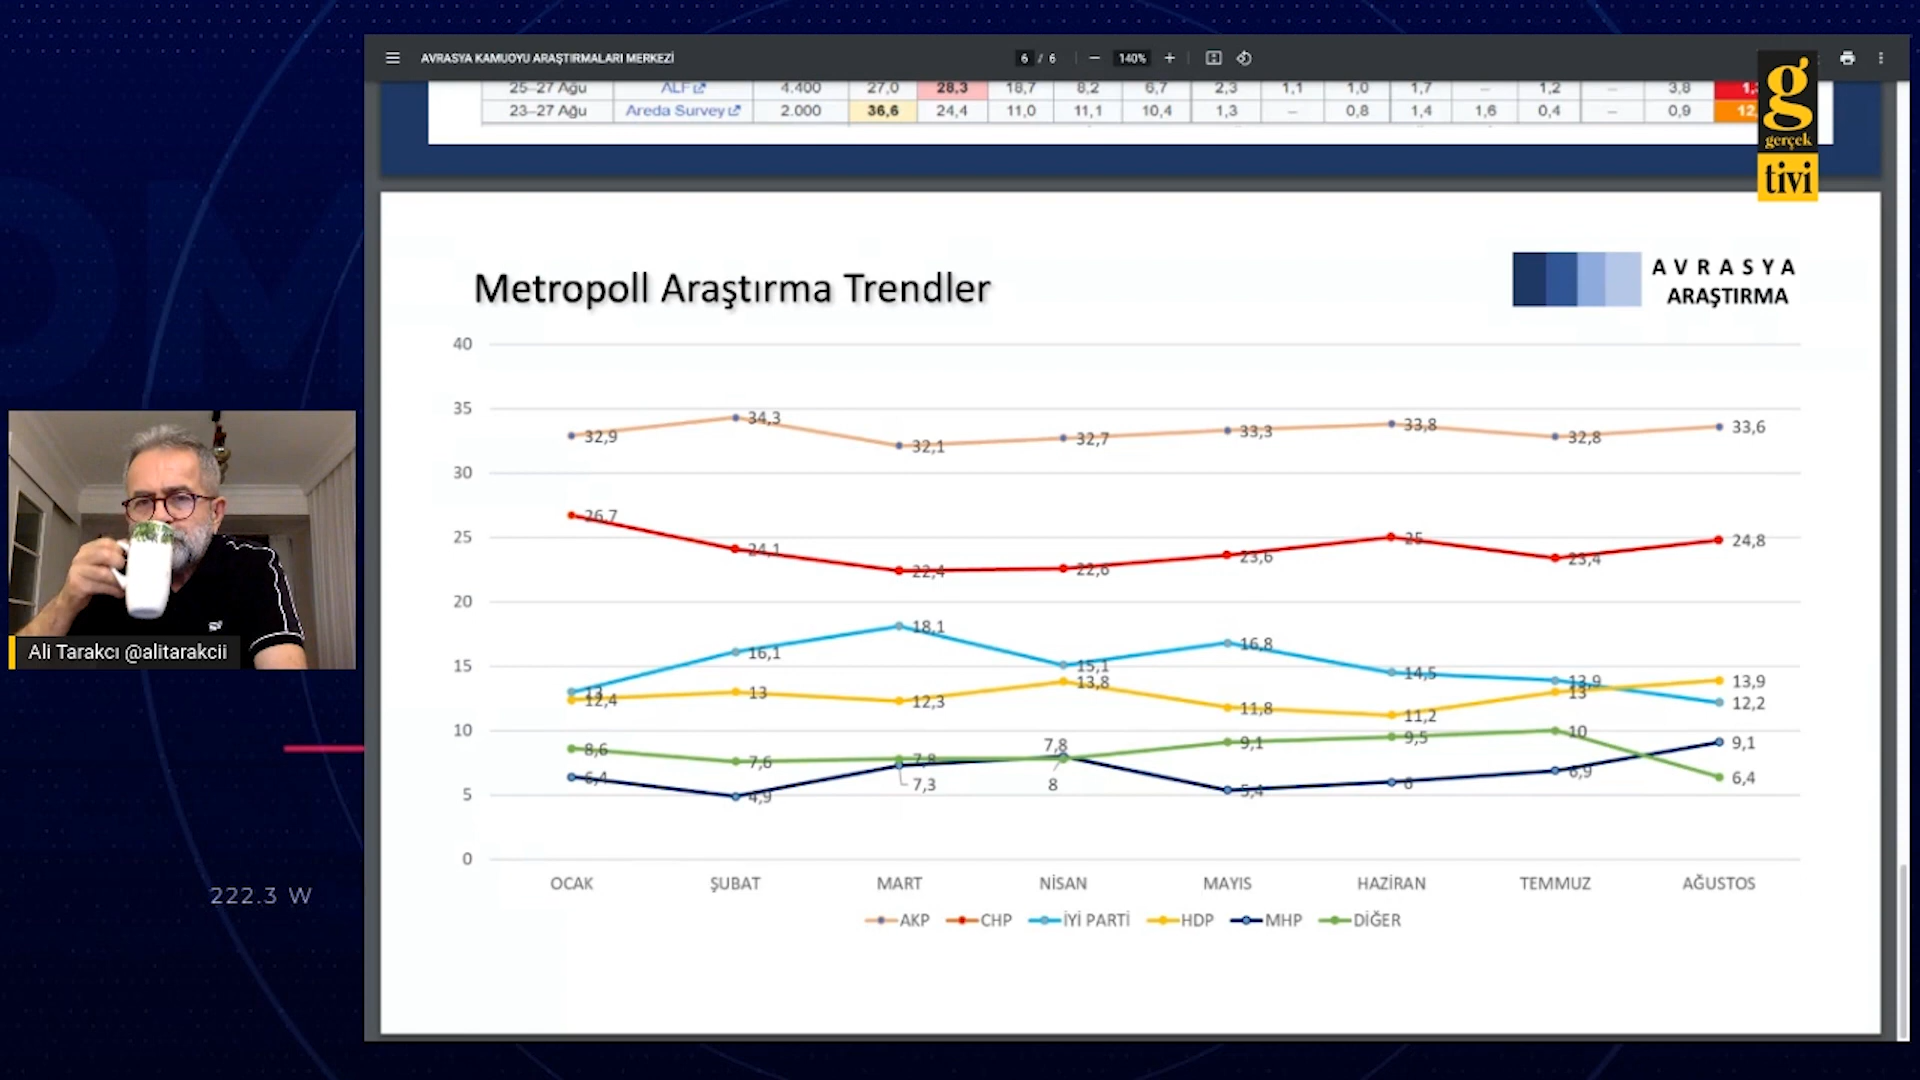 AVRASYA KAMUOYU ARAŞTIRMALARI MERKEZİ 6 / 6 140%
25–27 Ağu ALF 4.400 27,0 28,3 18,7 8,2 6,7 2,3 1,1 1,0 1,7 – 1,2 – 3,8
23–27 Ağu Areda Survey 2.000 36,6 24,4 11,0 11,1 10,4 1,3 – 0,8 1,4 1,6 0,4 – 0,9
g
gerçek
tivi
Metropoll Araştırma Trendler
AVRASYA
ARAŞTIRMA
40
35
30
25
20
15
10
5
0
32,9 34,3 32,1 32,7 33,3 33,8 32,8 33,6
26,7 24,1 22,4 22,6 23,6 25 23,4 24,8
13 16,1 18,1 15,1 16,8 14,5 13,9 12,2
12,4 13 12,3 13,8 11,8 11,2 13 13,9
8,6 7,6 7,8 7,8 9,1 9,5 10 6,4
6,4 4,9 7,3 8 5,4 6 6,9 9,1
OCAK ŞUBAT MART NİSAN MAYIS HAZİRAN TEMMUZ AĞUSTOS
AKP CHP İYİ PARTİ HDP MHP DİĞER
Ali Tarakcı @alitarakcii
222.3 W